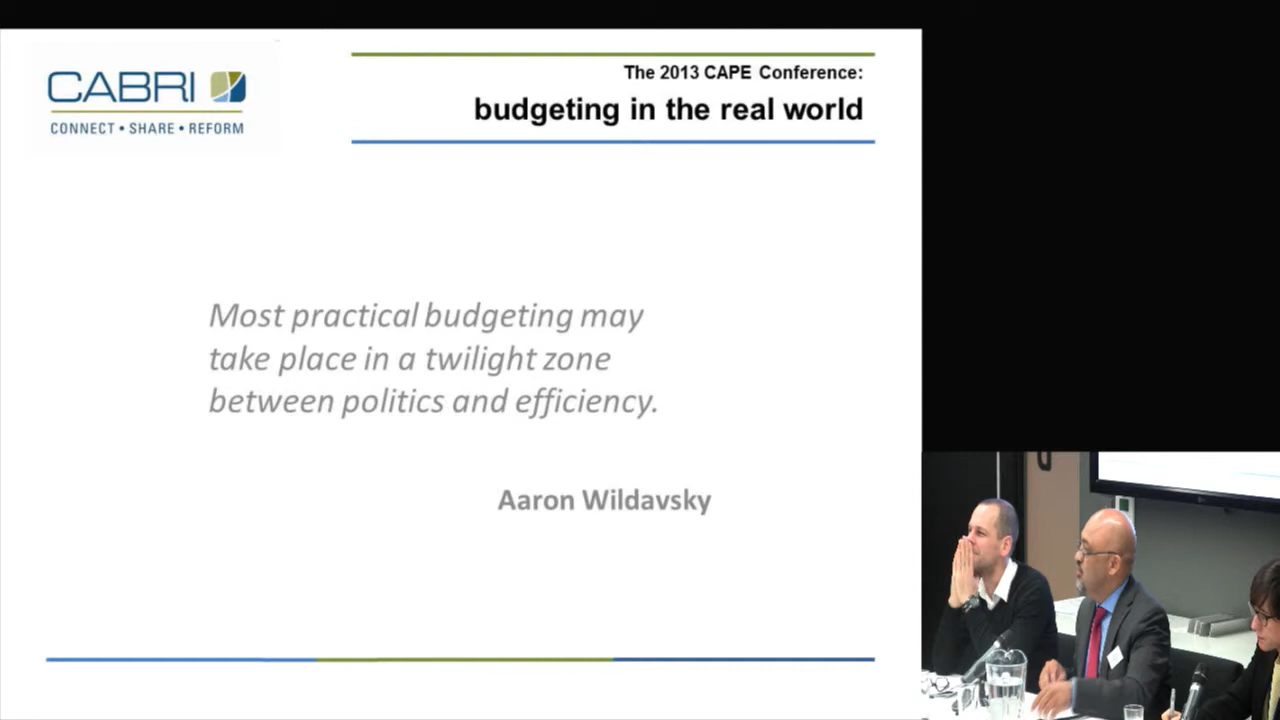 CABRI
CONNECT • SHARE • REFORM
The 2013 CAPE Conference:
budgeting in the real world
Most practical budgeting may
take place in a twilight zone
between politics and efficiency.
Aaron Wildavsky